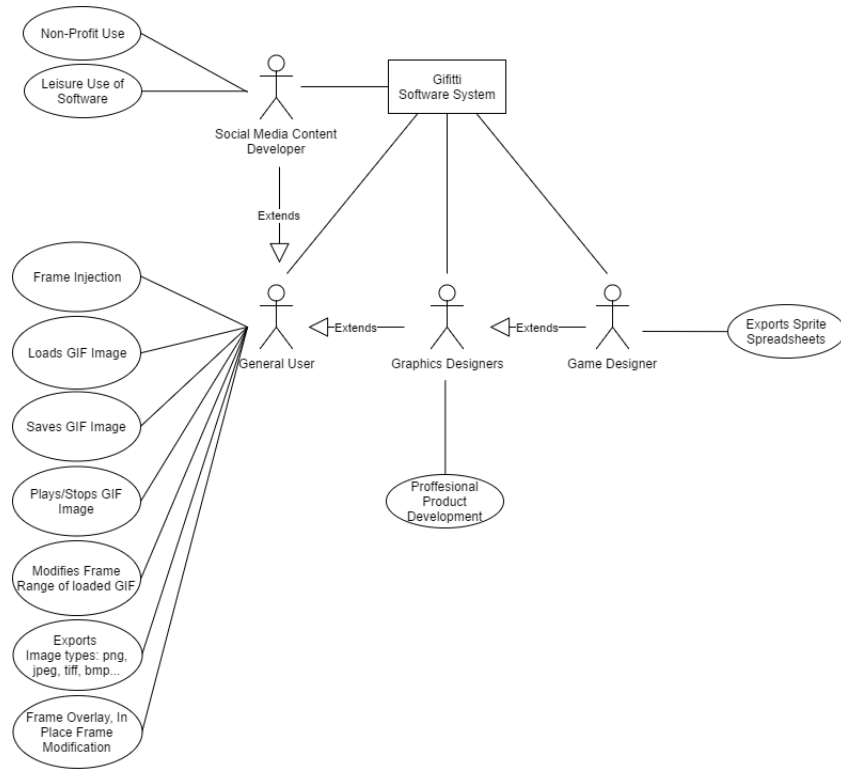 Non-Profit Use
Leisure Use of
Software
Social Media Content
Developer
Gifitti
Software System
Extends
Frame Injection
Loads GIF Image
Saves GIF Image
Plays/Stops GIF
Image
Modifies Frame
Range of loaded GIF
Exports
Image types: png,
jpeg, tiff, bmp...
Frame Overlay, In
Place Frame
Modification
General User
Extends
Graphics Designers
Extends
Game Designer
Exports Sprite
Spreadsheets
Proffesional
Product
Development